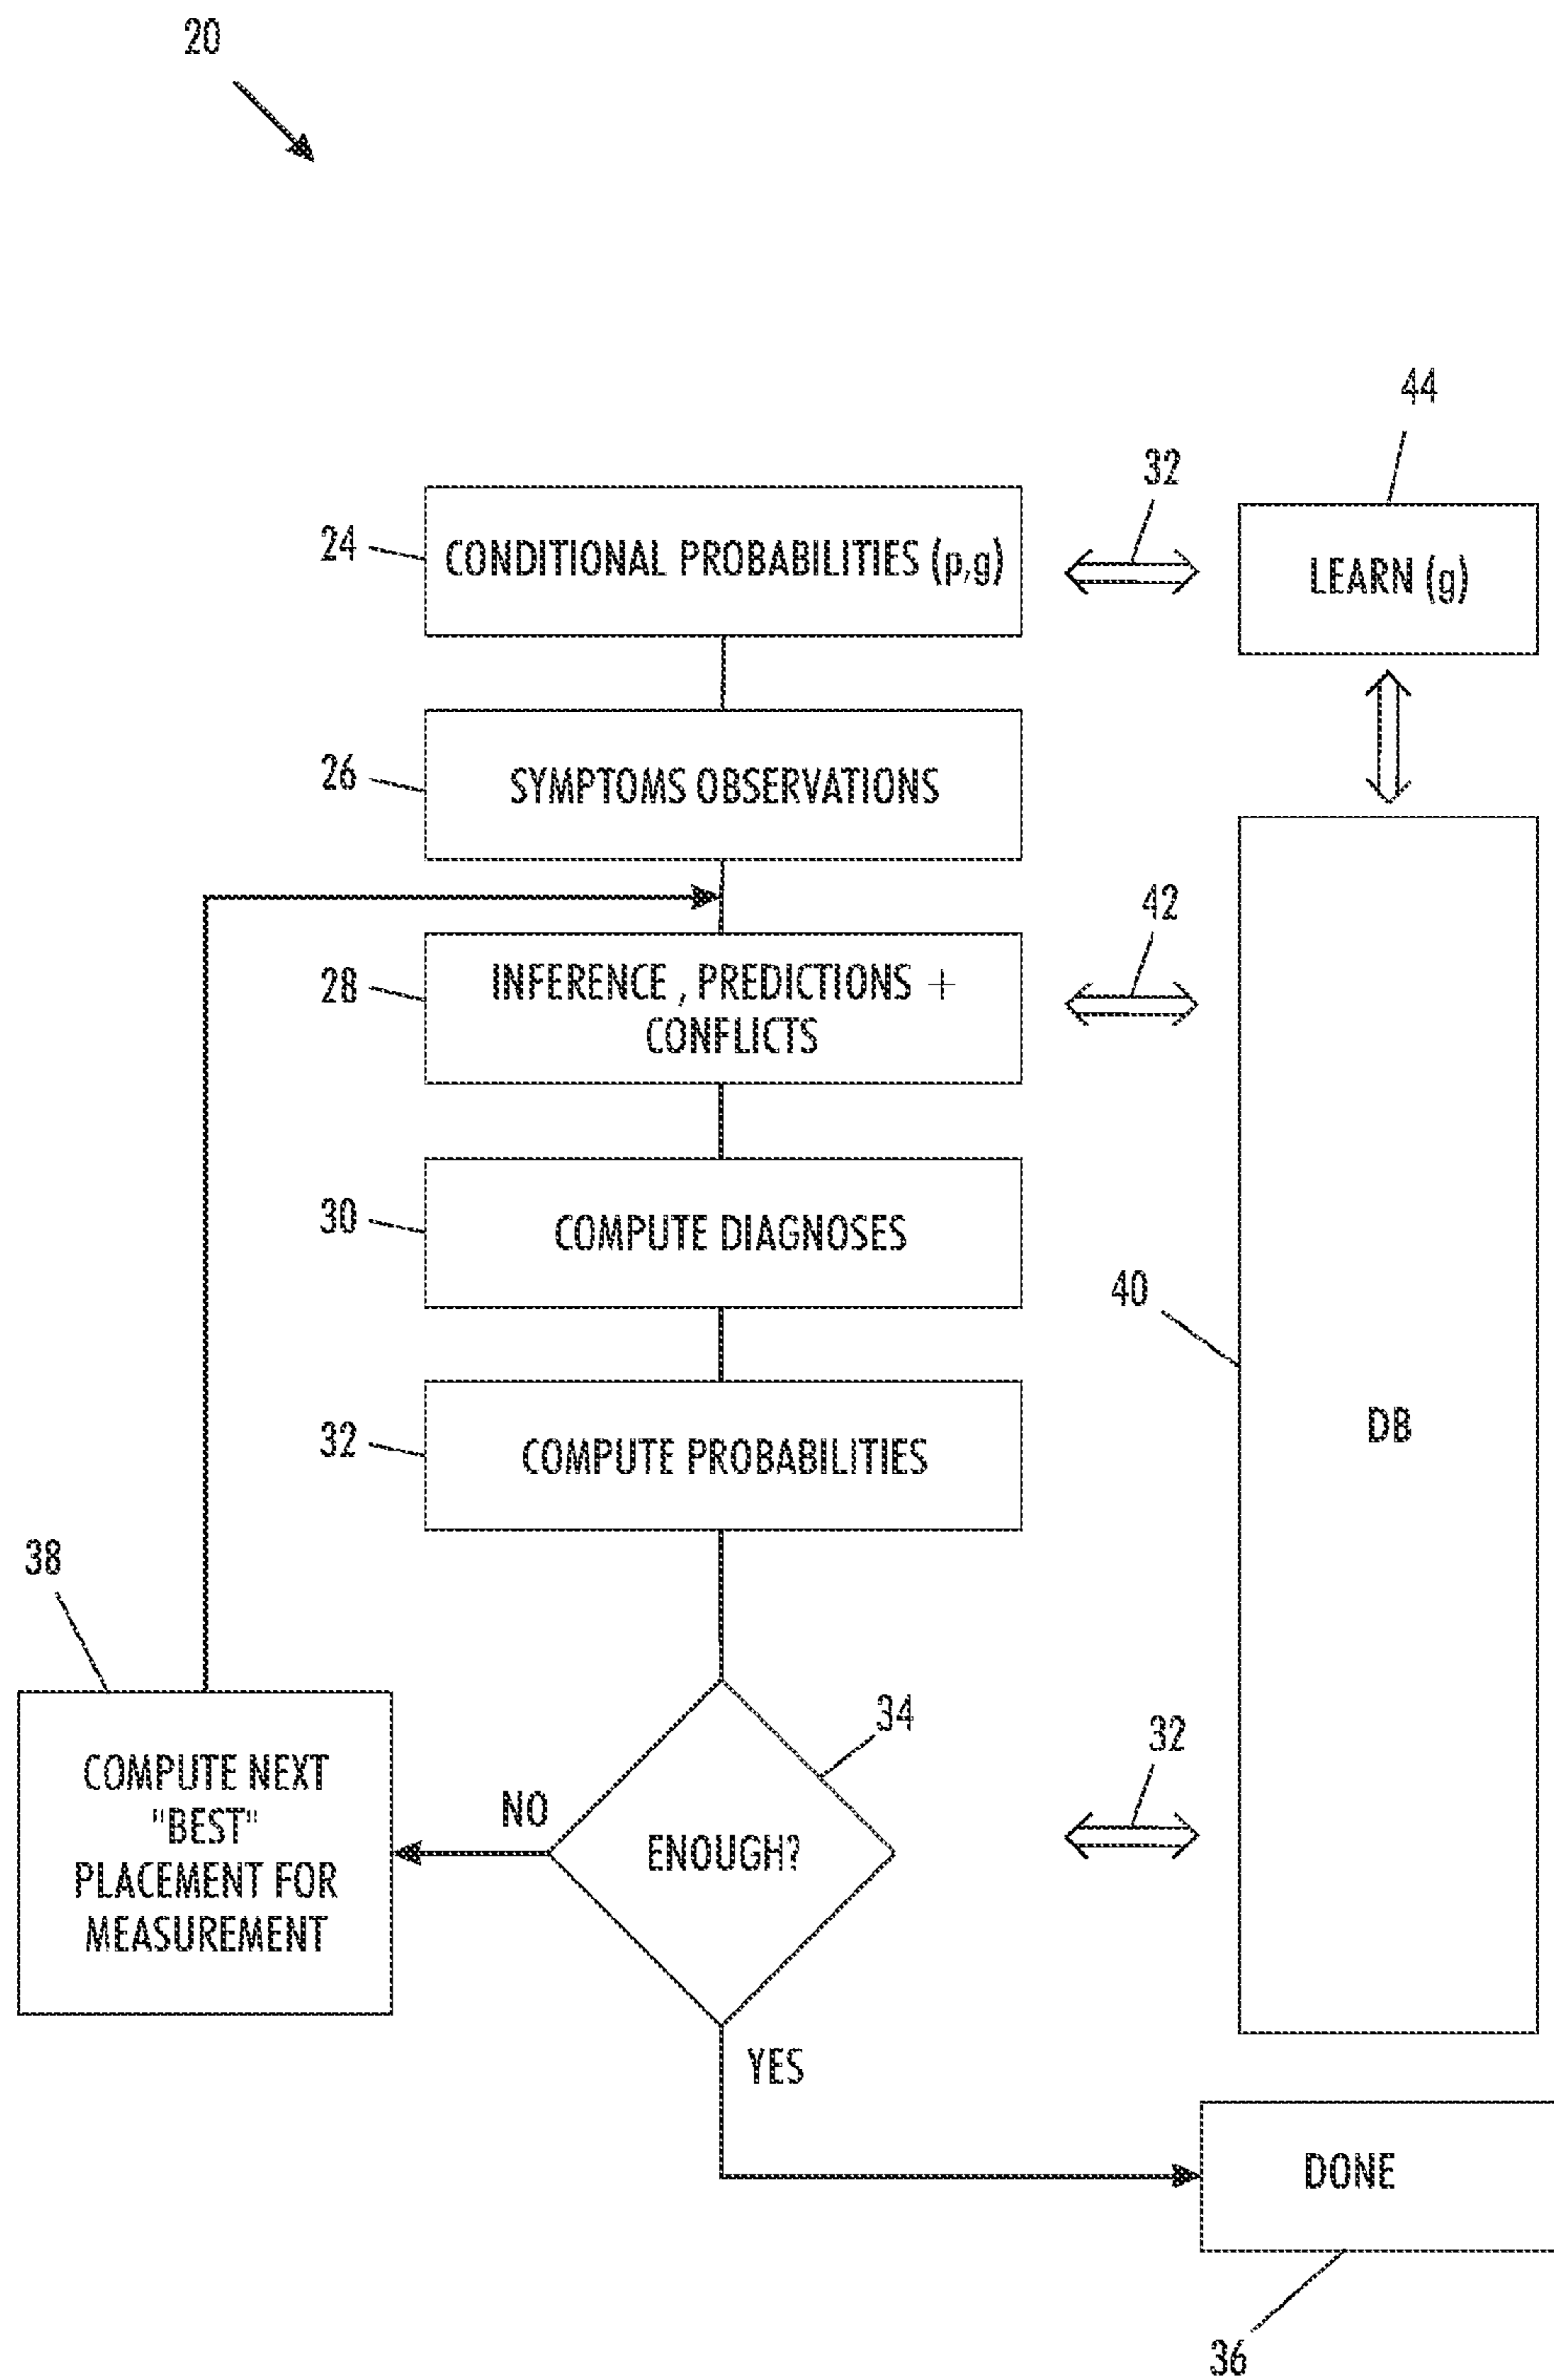 20
44
32
24
CONDITIONAL PROBABILITIES (p,g)
LEARN (g)
26
SYMPTOMS OBSERVATIONS
42
28
INFERENCE , PREDICTIONS +
CONFLICTS
30
COMPUTE DIAGNOSES
40
DB
32
COMPUTE PROBABILITIES
38
34
32
COMPUTE NEXT
"BEST"
PLACEMENT FOR
MEASUREMENT
NO
ENOUGH?
YES
DONE
36